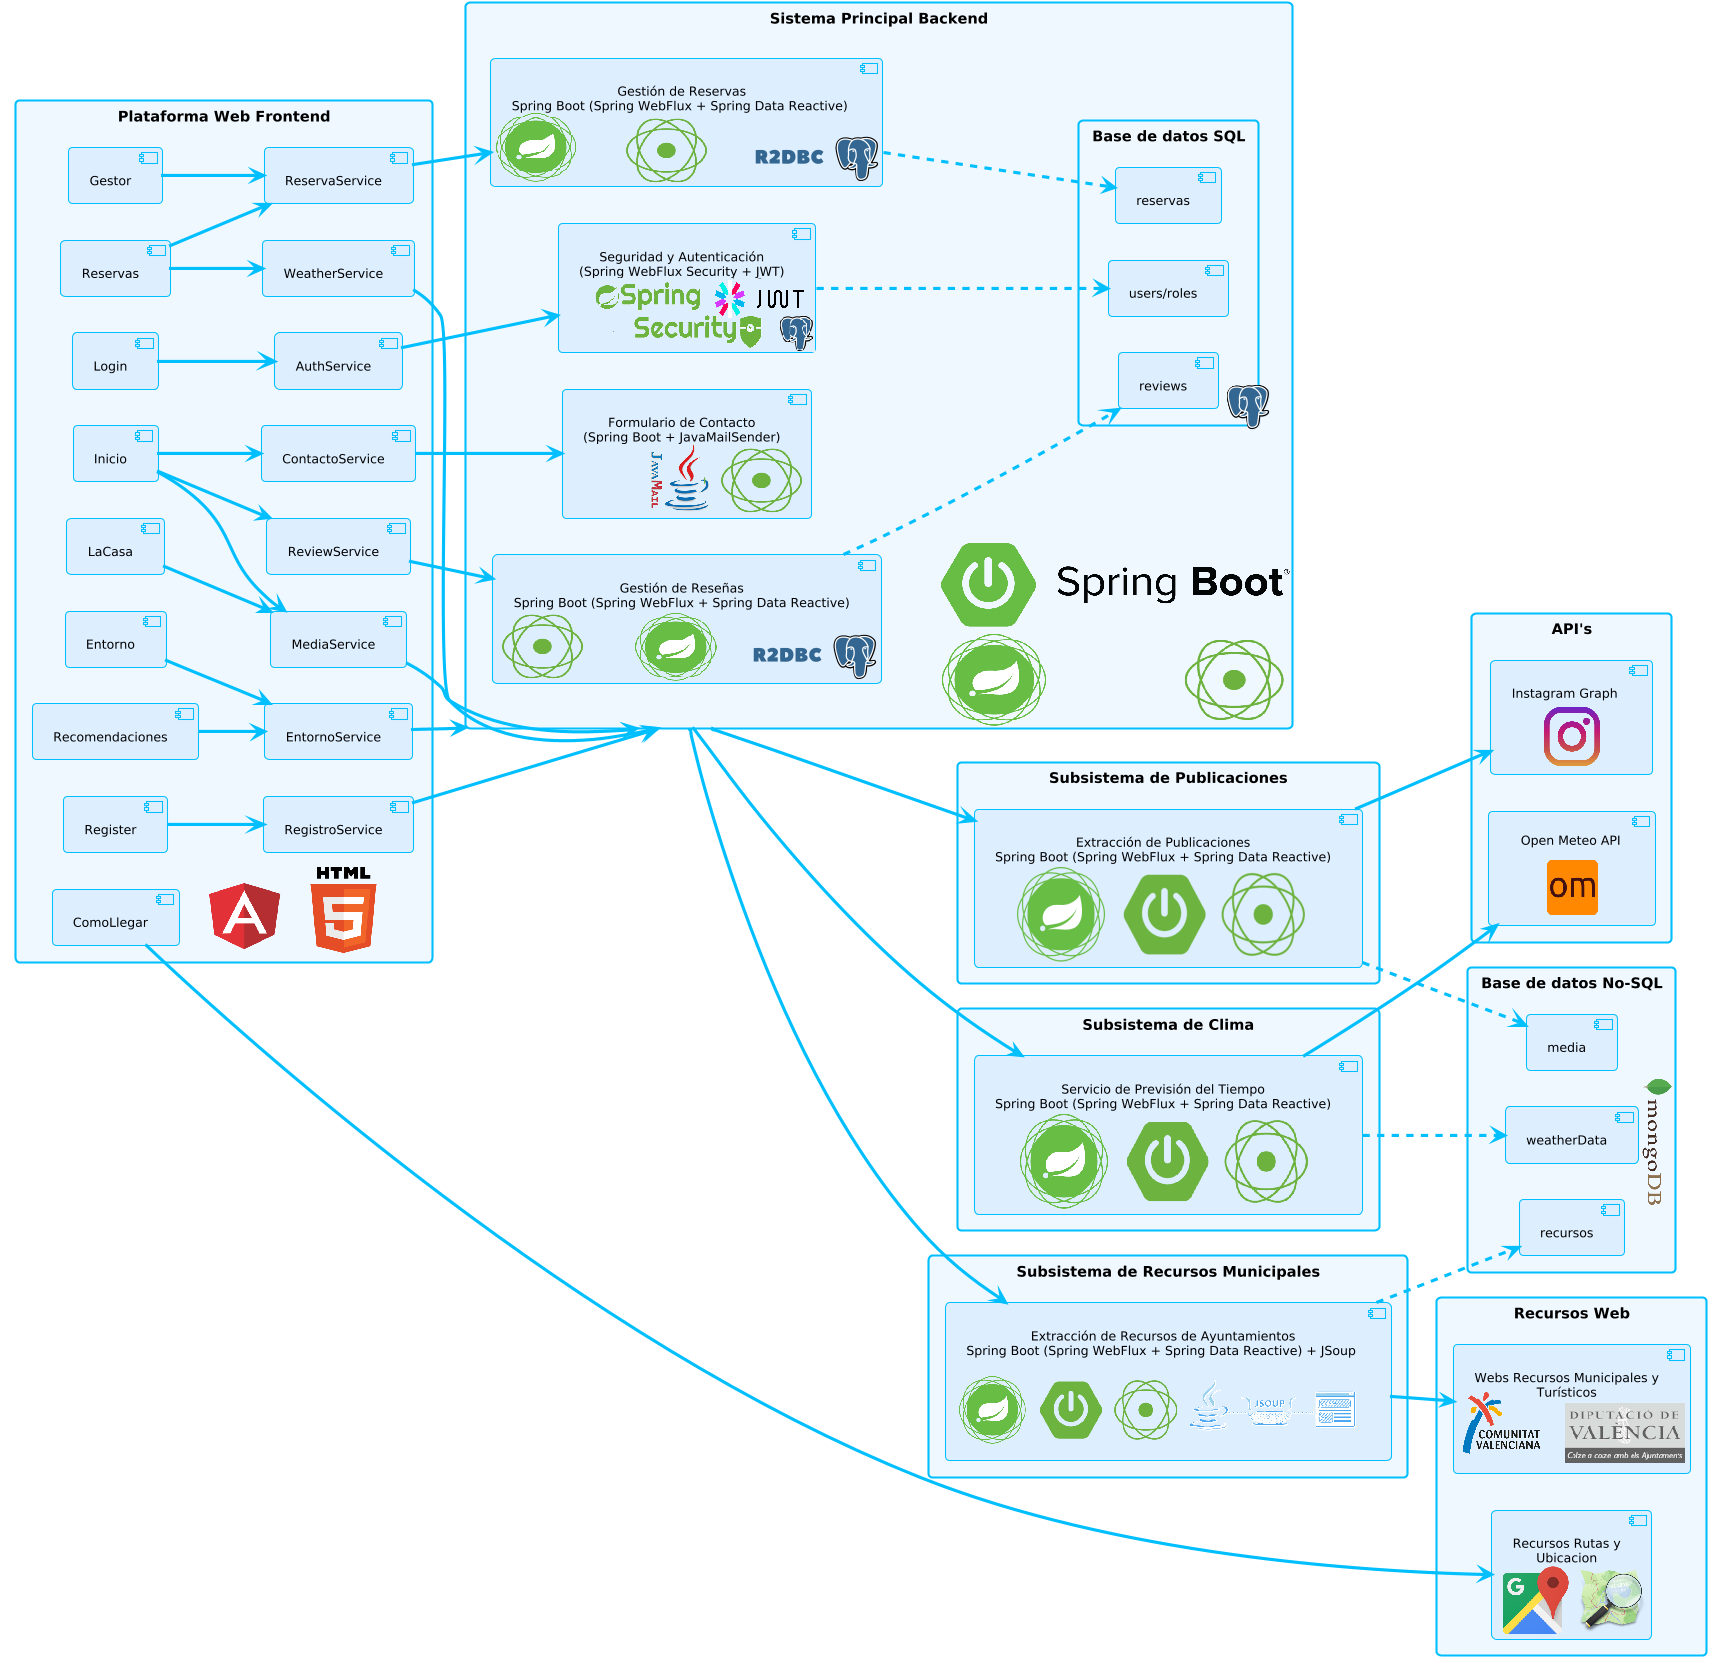 Sistema Principal Backend
Gestión de Reservas
Spring Boot (Spring WebFlux + Spring Data Reactive)
R2DBC
Plataforma Web Frontend
Gestor
ReservaService
Reservas
WeatherService
Login
AuthService
Inicio
ContactoService
LaCasa
ReviewService
Entorno
MediaService
Recomendaciones
EntornoService
Register
RegistroService
ComoLlegar
HTML
5
Base de datos SQL
reservas
users/roles
reviews
Seguridad y Autenticación
(Spring WebFlux Security + JWT)
Spring
Security
JWT
Formulario de Contacto
(Spring Boot + JavaMailSender)
JAVAMAIL
Gestión de Reseñas
Spring Boot (Spring WebFlux + Spring Data Reactive)
R2DBC
Spring Boot
API's
Instagram Graph
Open Meteo API
om
Subsistema de Publicaciones
Extracción de Publicaciones
Spring Boot (Spring WebFlux + Spring Data Reactive)
Subsistema de Clima
Servicio de Previsión del Tiempo
Spring Boot (Spring WebFlux + Spring Data Reactive)
Base de datos No-SQL
media
weatherData
recursos
mongoDB
Subsistema de Recursos Municipales
Extracción de Recursos de Ayuntamientos
Spring Boot (Spring WebFlux + Spring Data Reactive) + JSoup
JSOUP
Recursos Web
Webs Recursos Municipales y
Turísticos
COMUNITAT
VALENCIANA
DIPUTACIÓ DE
VALÈNCIA
Colze a colze amb els Ajuntaments
Recursos Rutas y
Ubicacion
G